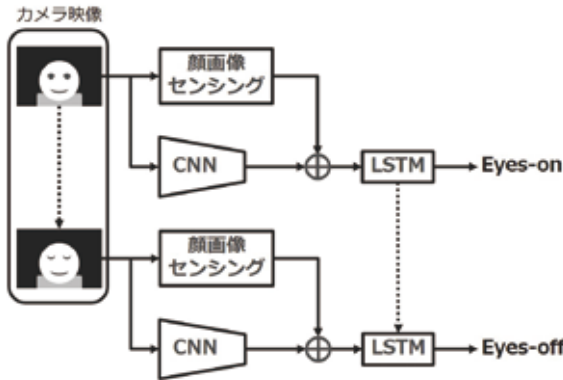 カメラ映像
顔画像
センシング
CNN
LSTM
Eyes-on
顔画像
センシング
CNN
LSTM
Eyes-off